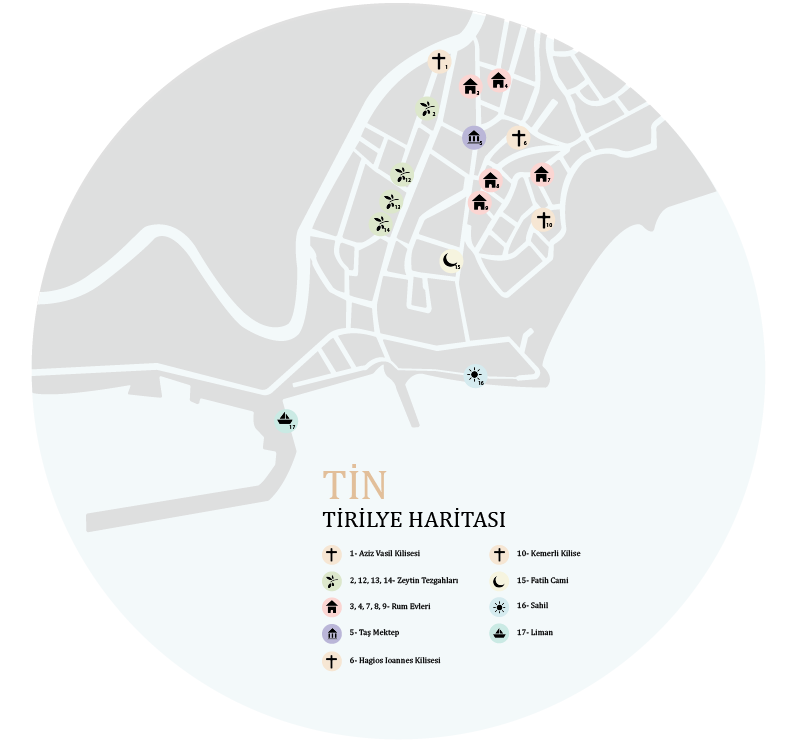 1
3
4
2
5
6
12
8
7
13
9
14
10
15
16
17
TİN
TİRİLYE HARİTASI
1- Aziz Vasil Kilisesi
2, 12, 13, 14- Zeytin Tezgahları
3, 4, 7, 8, 9- Rum Evleri
5- Taş Mektep
6- Hagios Ioannes Kilisesi
10- Kemerli Kilise
15- Fatih Cami
16- Sahil
17- Liman